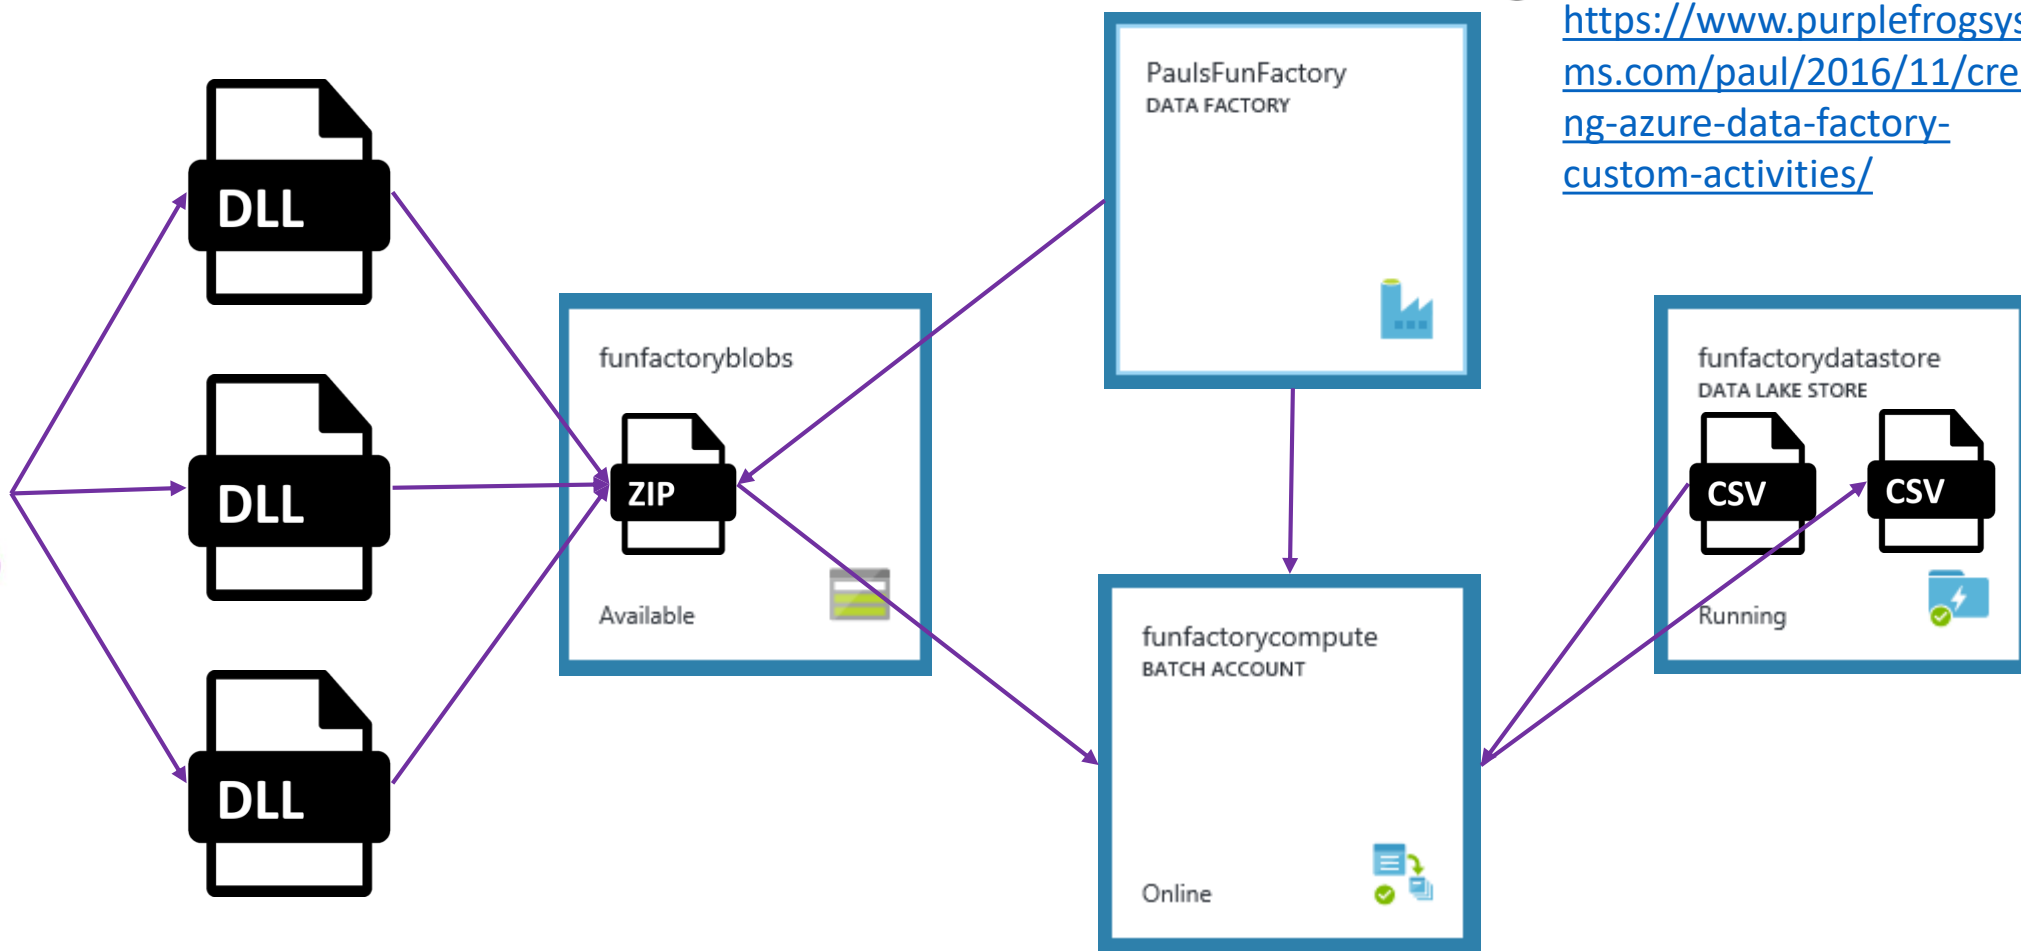 https://www.purplefrogsys
ms.com/paul/2016/11/cre
ng-azure-data-factory-
custom-activities/
PaulsFunFactory
DATA FACTORY
DLL
DLL
DLL
funfactoryblobs
ZIP
Available
funfactorycompute
BATCH ACCOUNT
Online
funfactorydatastore
DATA LAKE STORE
CSV
CSV
Running